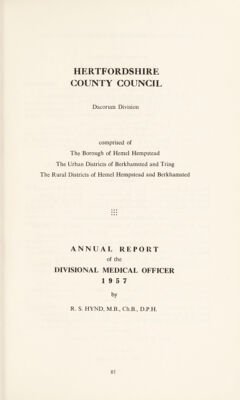 HERTFORDSHIRE
COUNTY COUNCIL
Dacorum Division
comprised of
The Borough of Hemel Hempstead
The Urban Districts of Berkhamsted and Tring
The Rural Districts of Hemel Hempstead and Berkhamsted
ANNUAL REPORT
of the
DIVISIONAL MEDICAL OFFICER
1957
by
R. S. HYND, M.B., Ch.B., D.P.H.